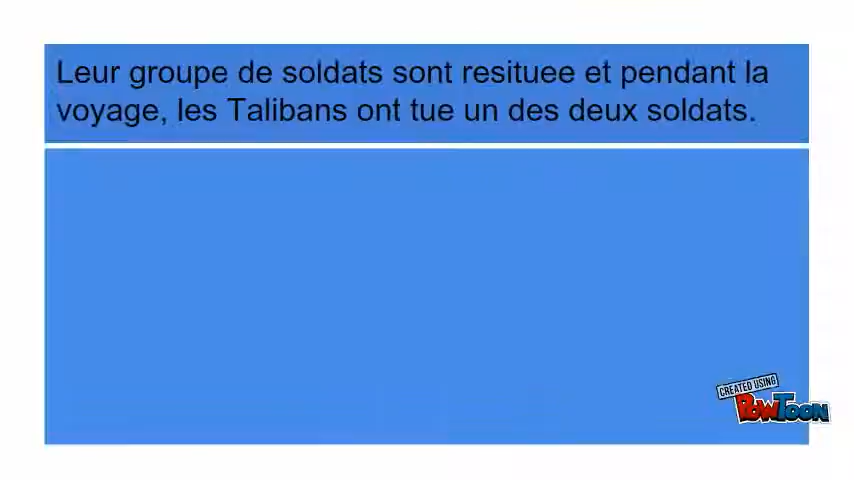 Leur groupe de soldats sont resituee et pendant la
voyage, les Talibans ont tue un des deux soldats.
CREATED USING
POWTOON